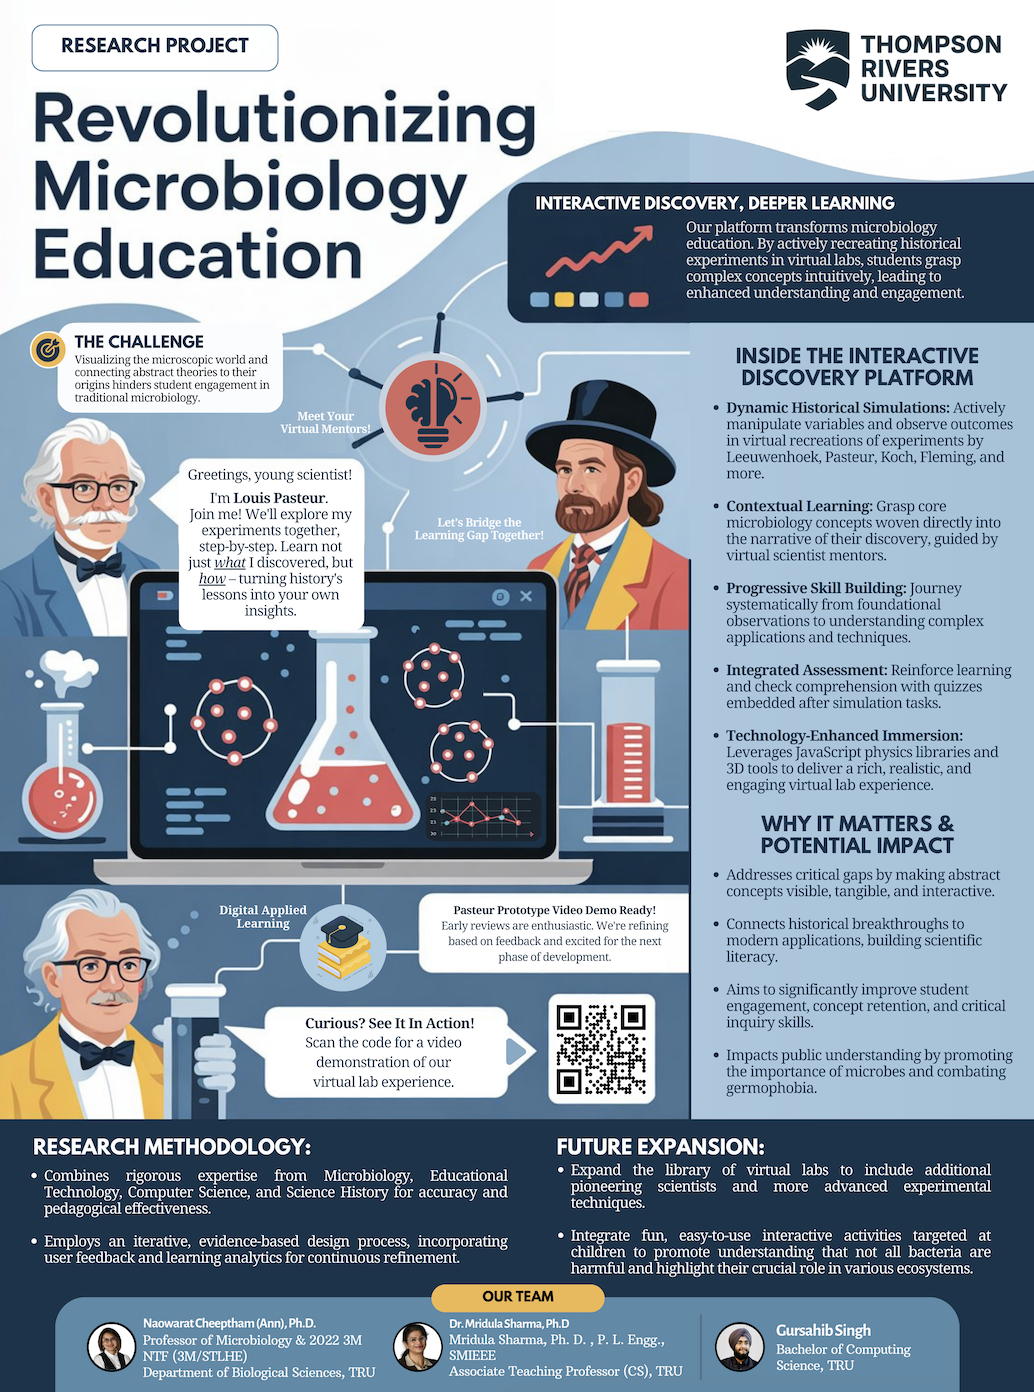 RESEARCH PROJECT
THOMPSON
RIVERS
UNIVERSITY
Revolutionizing
Microbiology
Education
INTERACTIVE DISCOVERY, DEEPER LEARNING
Our platform transforms microbiology
education. By actively recreating historical
experiments in virtual labs, students grasp
complex concepts intuitively, leading to
enhanced understanding and engagement.
THE CHALLENGE
Visualizing the microscopic world and
connecting abstract theories to their
origins hinders student engagement in
traditional microbiology.
Meet Your
Virtual Mentors!
Greetings, young scientist!
I'm Louis Pasteur.
Join me! We'll explore my
experiments together,
step-by-step. Learn not
just what I discovered, but
how – turning history's
lessons into your own
insights.
Let's Bridge the
Learning Gap Together!
INSIDE THE INTERACTIVE
DISCOVERY PLATFORM
• Dynamic Historical Simulations: Actively
manipulate variables and observe outcomes
in virtual recreations of experiments by
Leeuwenhoek, Pasteur, Koch, Fleming, and
more.
• Contextual Learning: Grasp core
microbiology concepts woven directly into
the narrative of their discovery, guided by
virtual scientist mentors.
• Progressive Skill Building: Journey
systematically from foundational
observations to understanding complex
applications and techniques.
• Integrated Assessment: Reinforce learning
and check comprehension with quizzes
embedded after simulation tasks.
• Technology-Enhanced Immersion:
Leverages JavaScript physics libraries and
3D tools to deliver a rich, realistic, and
engaging virtual lab experience.
WHY IT MATTERS &
POTENTIAL IMPACT
• Addresses critical gaps by making abstract
concepts visible, tangible, and interactive.
• Connects historical breakthroughs to
modern applications, building scientific
literacy.
• Aims to significantly improve student
engagement, concept retention, and critical
inquiry skills.
• Impacts public understanding by promoting
the importance of microbes and combating
germophobia.
Digital Applied
Learning
Pasteur Prototype Video Demo Ready!
Early reviews are enthusiastic. We're refining
based on feedback and excited for the next
phase of development.
Curious? See It In Action!
Scan the code for a video
demonstration of our
virtual lab experience.
RESEARCH METHODOLOGY:
• Combines rigorous expertise from Microbiology, Educational
Technology, Computer Science, and Science History for accuracy and
pedagogical effectiveness.
• Employs an iterative, evidence-based design process, incorporating
user feedback and learning analytics for continuous refinement.
FUTURE EXPANSION:
• Expand the library of virtual labs to include additional
pioneering scientists and more advanced experimental
techniques.
• Integrate fun, easy-to-use interactive activities targeted at
children to promote understanding that not all bacteria are
harmful and highlight their crucial role in various ecosystems.
OUR TEAM
Naowarat Cheeptham (Ann), Ph.D.
Professor of Microbiology & 2022 3M
NTF (3M/STLHE)
Department of Biological Sciences, TRU
Dr. Mridula Sharma, Ph.D
Mridula Sharma, Ph. D. , P. L. Engg.,
SMIEEE
Associate Teaching Professor (CS), TRU
Gursahib Singh
Bachelor of Computing
Science, TRU